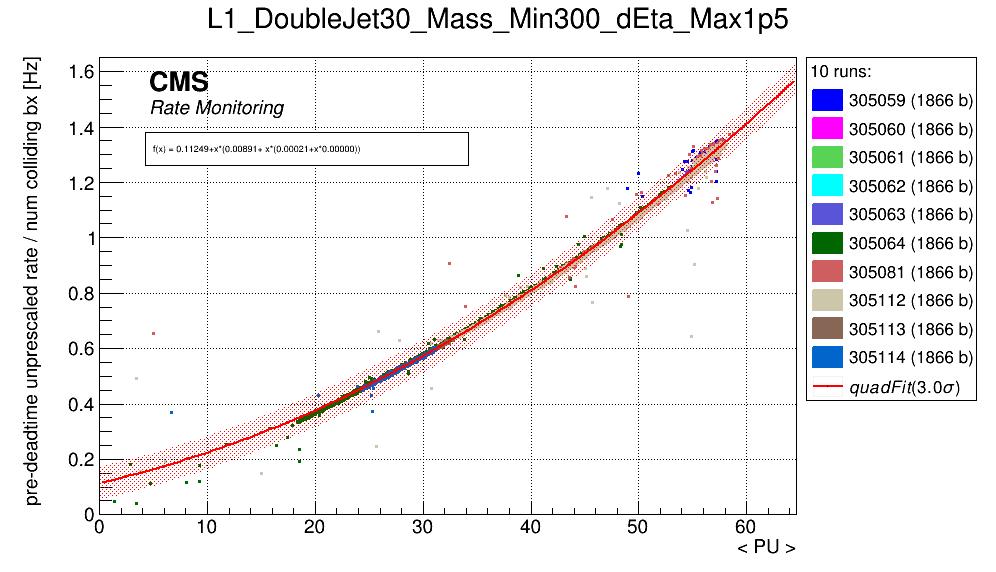 L1_DoubleJet30_Mass_Min300_dEta_Max1p5
pre-deadtime unprescaled rate / num colliding bx [Hz]
1.6
1.4
1.2
1
0.8
0.6
0.4
0.2
0
CMS
Rate Monitoring
f(x) = 0.11249+x*(0.00891+ x*(0.00021+x*0.00000))
0 10 20 30 40 50 60
< PU >
10 runs:
305059 (1866 b)
305060 (1866 b)
305061 (1866 b)
305062 (1866 b)
305063 (1866 b)
305064 (1866 b)
305081 (1866 b)
305112 (1866 b)
305113 (1866 b)
305114 (1866 b)
quadFit(3.0σ)